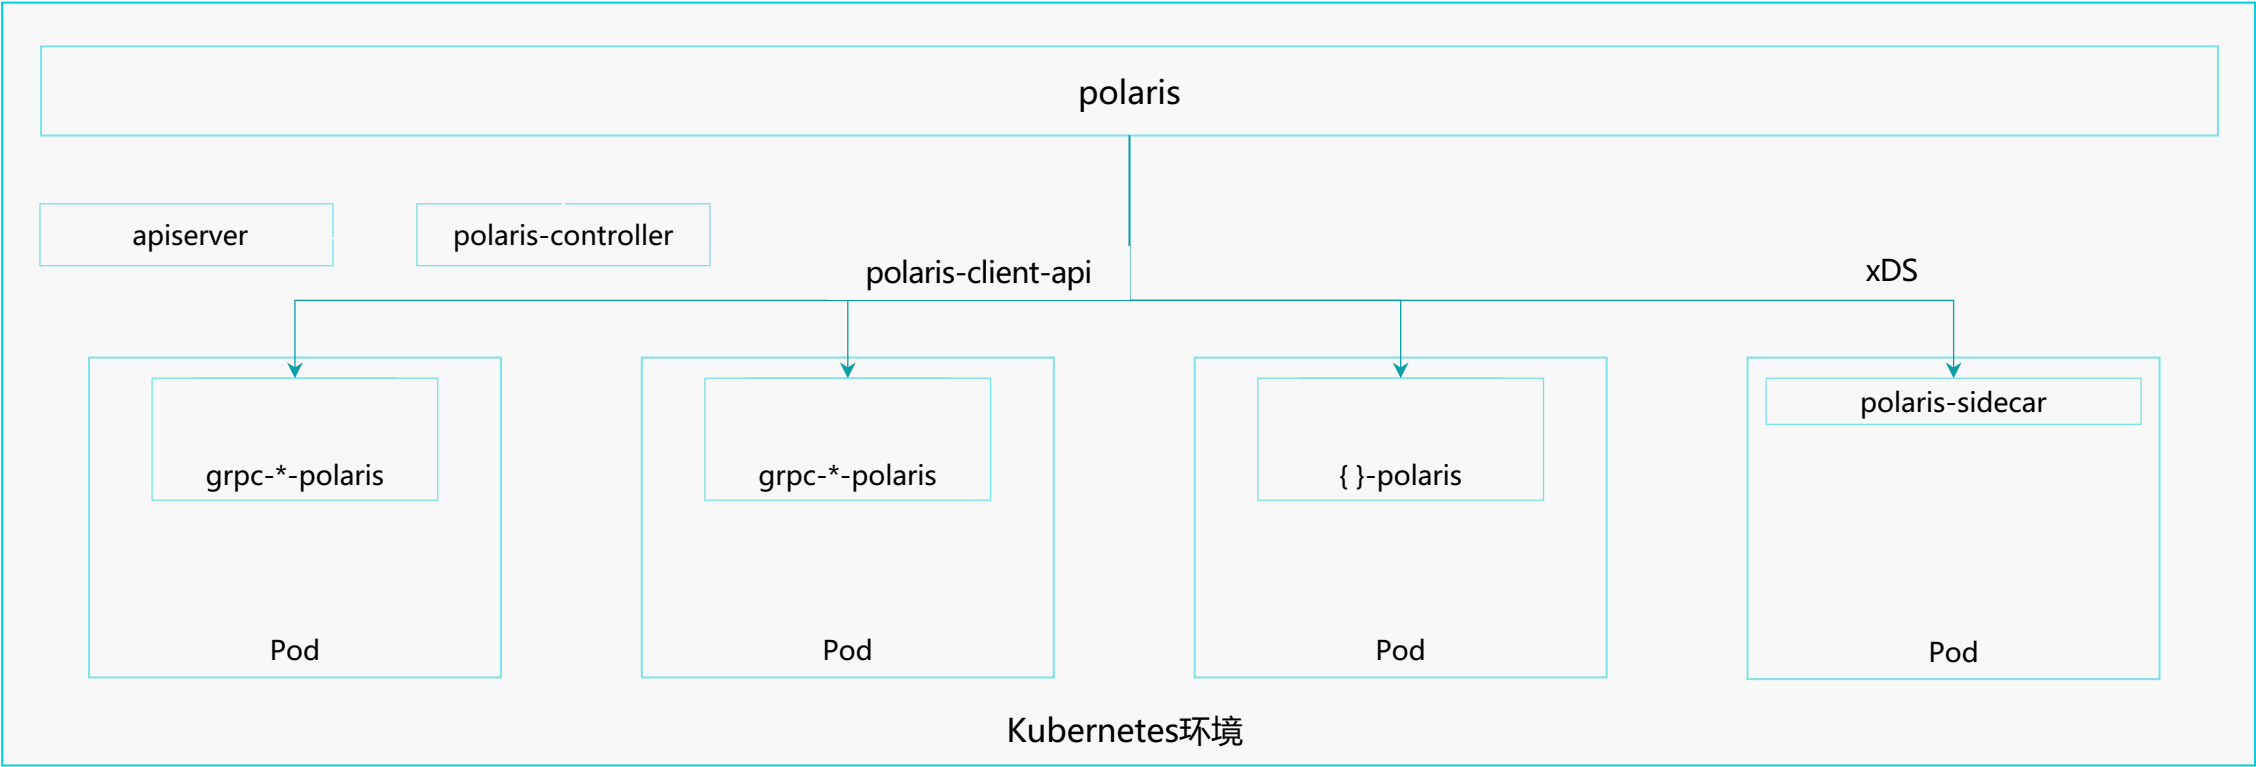 polaris
apiserver
polaris-controller
polaris-client-api
xDS
grpc-*-polaris
grpc-*-polaris
{ }-polaris
polaris-sidecar
Pod
Pod
Pod
Pod
Kubernetes环境